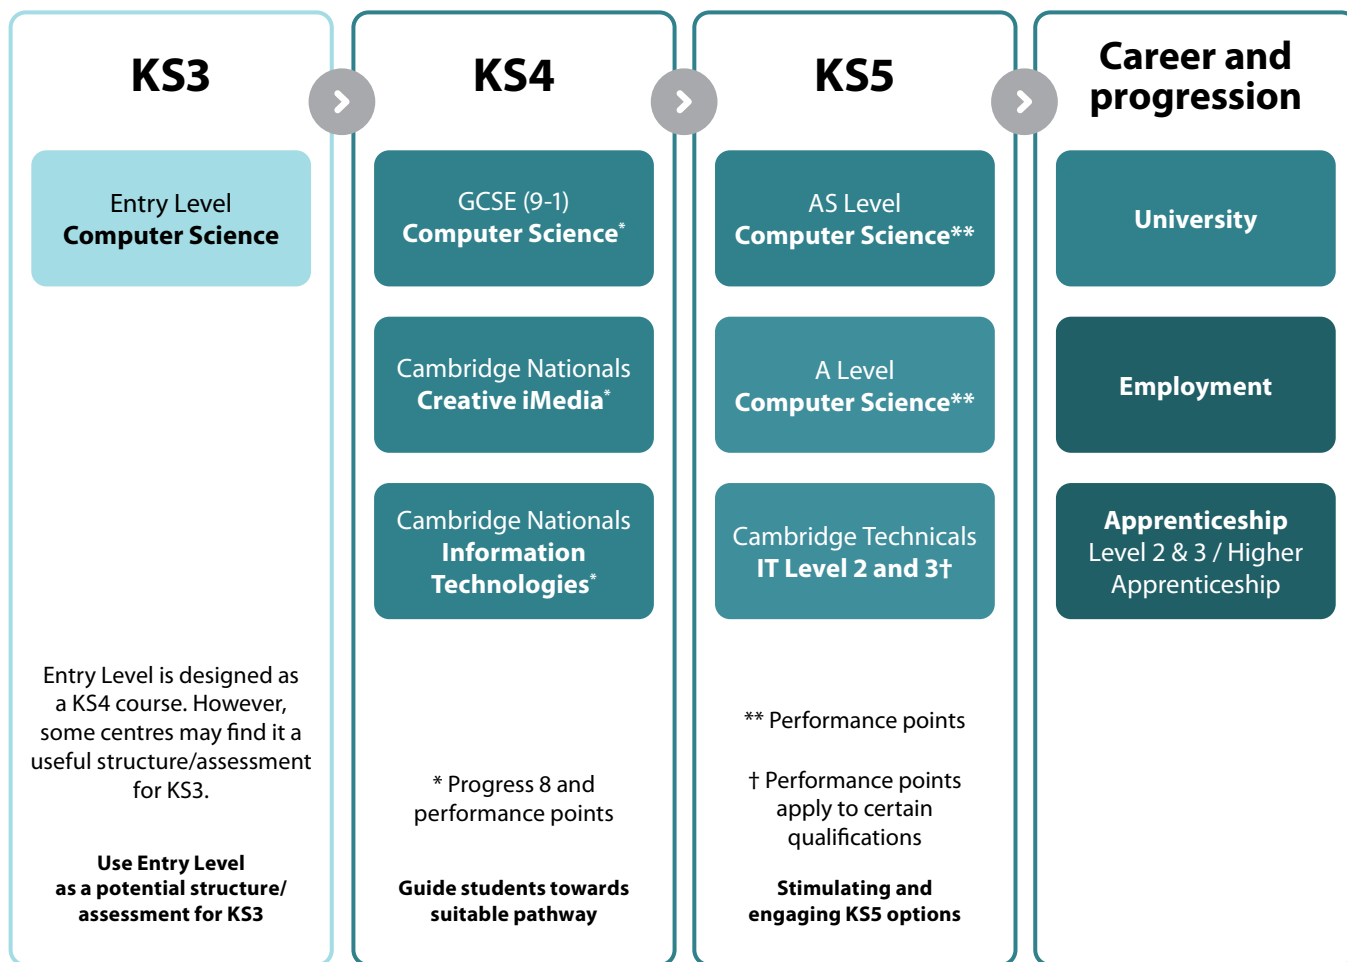 KS3
Entry Level
Computer Science
Entry Level is designed as
a KS4 course. However,
some centres may find it a
useful structure/assessment
for KS3.
Use Entry Level
as a potential structure/
assessment for KS3
KS4
GCSE (9-1)
Computer Science*
Cambridge Nationals
Creative iMedia*
Cambridge Nationals
Information
Technologies*
* Progress 8 and
performance points
Guide students towards
suitable pathway
KS5
AS Level
Computer Science**
A Level
Computer Science**
Cambridge Technicals
IT Level 2 and 3†
** Performance points
† Performance points
apply to certain
qualifications
Stimulating and
engaging KS5 options
Career and
progression
University
Employment
Apprenticeship
Level 2 & 3 / Higher
Apprenticeship